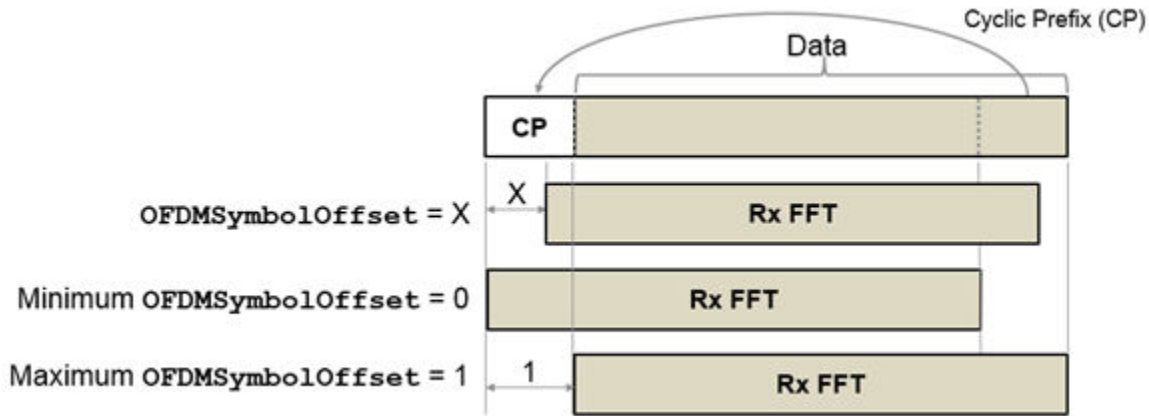 Cyclic Prefix (CP)
Data
CP
X
OFDMSymbolOffset = X
Rx FFT
Minimum OFDMSymbolOffset = 0
Rx FFT
Maximum OFDMSymbolOffset = 1
1
Rx FFT